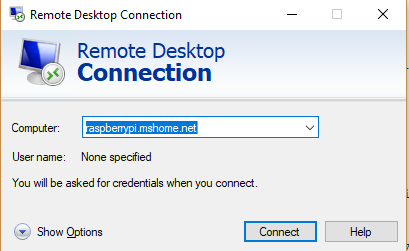 Remote Desktop Connection
Remote Desktop
Connection
Computer: raspberrypi.mshome.net
User name: None specified
You will be asked for credentials when you connect.
Show Options Connect Help